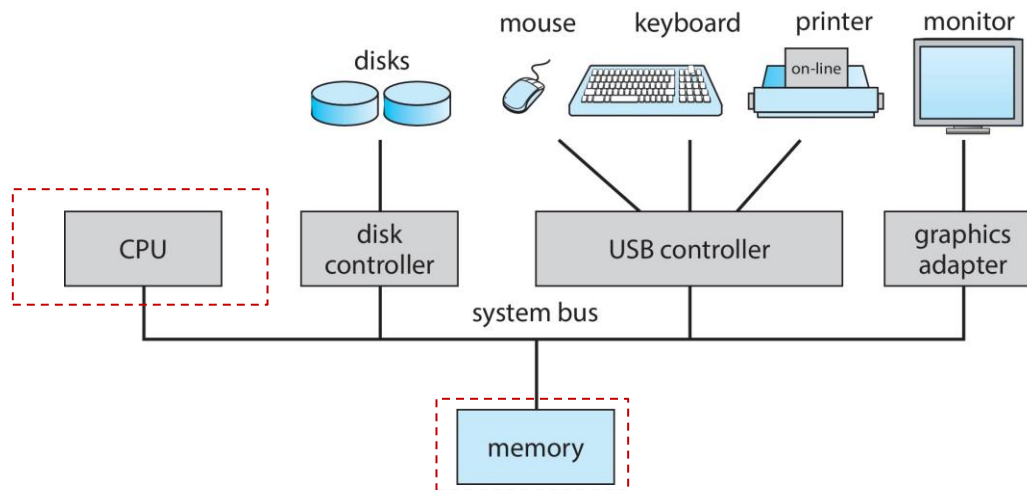 mouse
keyboard
printer
monitor
disks
on-line
CPU
disk
controller
USB controller
graphics
adapter
system bus
memory